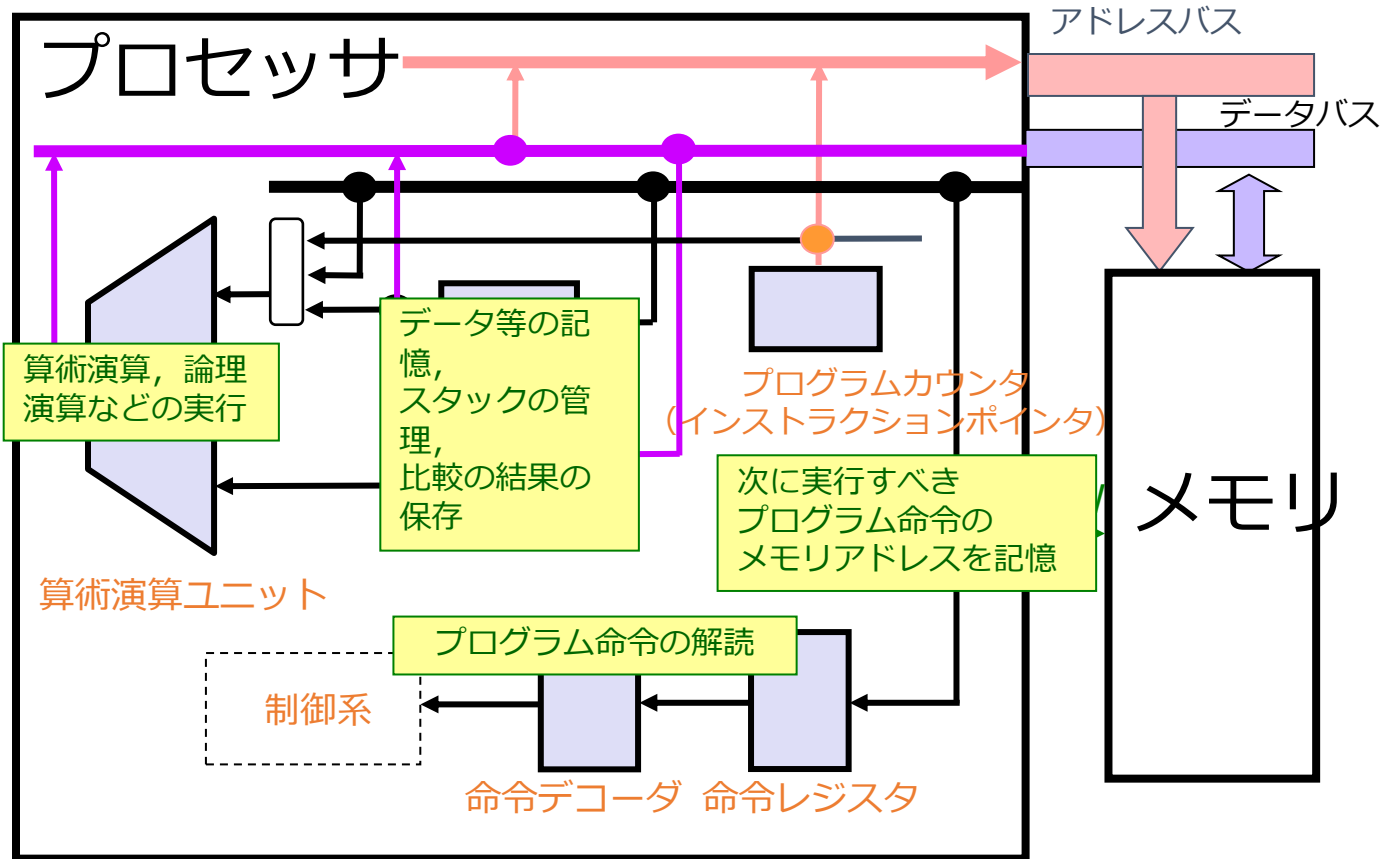 アドレスバス
プロセッサ
データバス
データ等の記
憶，
スタックの管
理，
比較の結果の
保存
算術演算，論理
演算などの実行
プログラムカウンタ
（インストラクションポインタ）
次に実行すべき
プログラム命令の
メモリアドレスを記憶
メモリ
算術演算ユニット
プログラム命令の解読
制御系
命令デコーダ
命令レジスタ